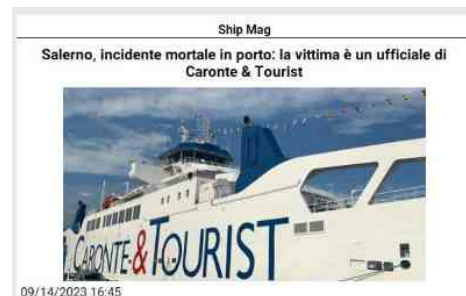 Ship Mag
Salerno, incidente mortale in porto: la vittima è un ufficiale di
Caronte & Tourist
CARONTE & TOURIST
09/14/2023 16:45